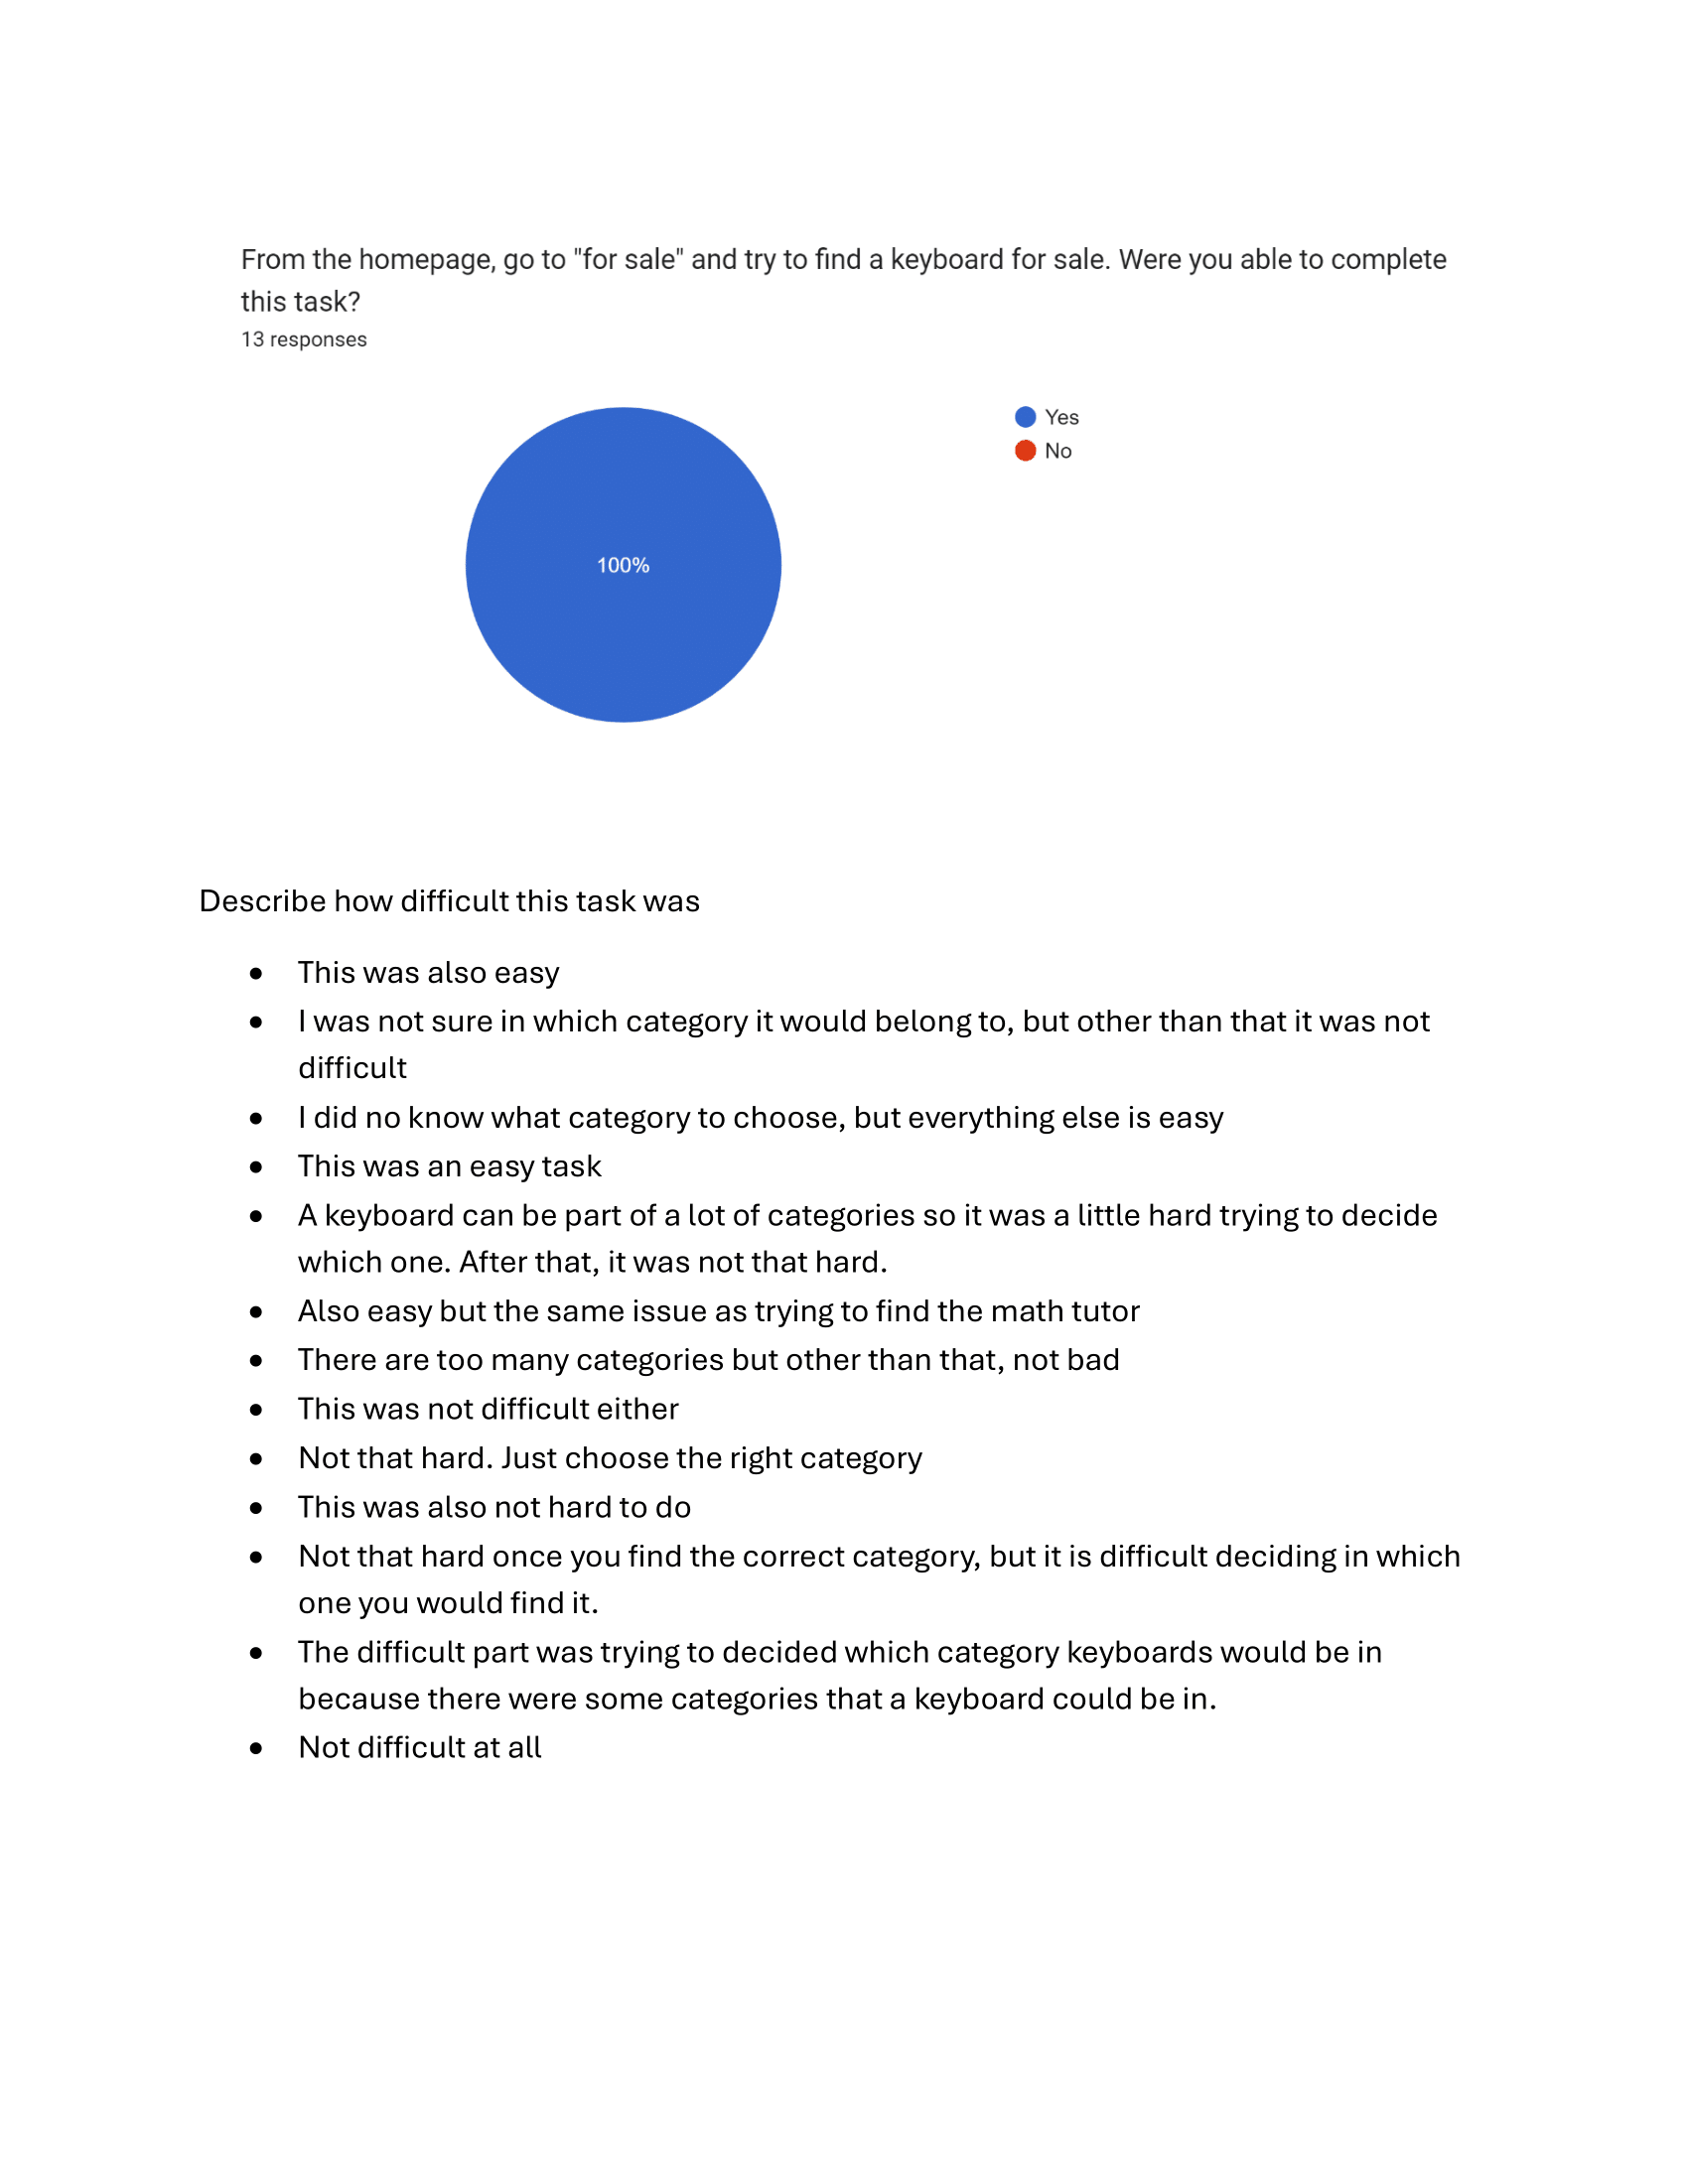 From the homepage, go to "for sale" and try to find a keyboard for sale. Were you able to complete
this task?
13 responses
Yes
No
100%
Describe how difficult this task was
• This was also easy
• I was not sure in which category it would belong to, but other than that it was not
difficult
• I did no know what category to choose, but everything else is easy
• This was an easy task
• A keyboard can be part of a lot of categories so it was a little hard trying to decide
which one. After that, it was not that hard.
• Also easy but the same issue as trying to find the math tutor
• There are too many categories but other than that, not bad
• This was not difficult either
• Not that hard. Just choose the right category
• This was also not hard to do
• Not that hard once you find the correct category, but it is difficult deciding in which
one you would find it.
• The difficult part was trying to decided which category keyboards would be in
because there were some categories that a keyboard could be in.
• Not difficult at all